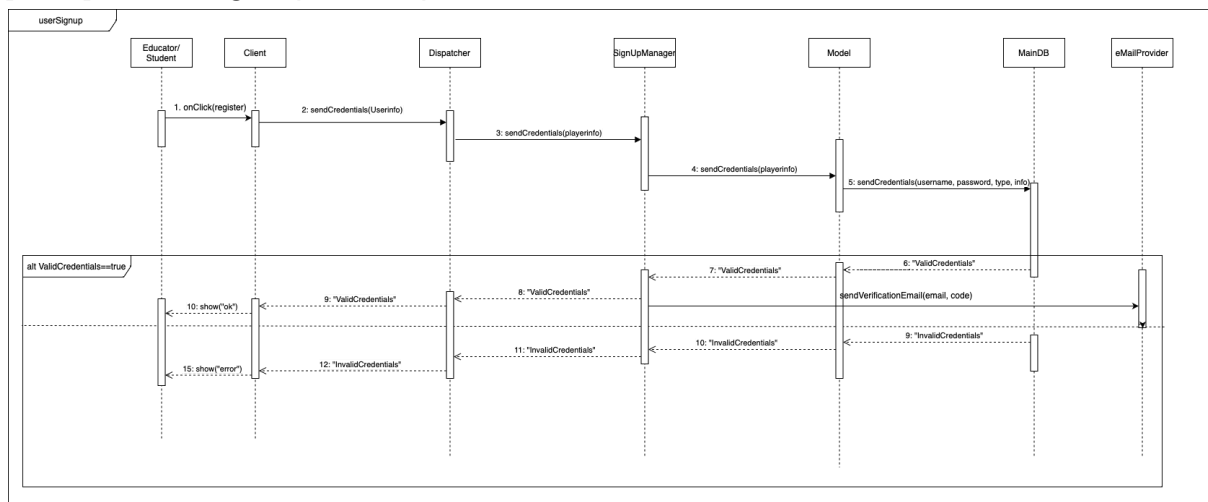 userSignup
Educator/
Student
Client
Dispatcher
SignUpManager
Model
MainDB
eMailProvider
1. onClick(register)
2: sendCredentials(Userinfo)
3: sendCredentials(playerinfo)
4: sendCredentials(playerinfo)
5: sendCredentials(username, password, type, info)
alt ValidCredentials==true
6: "ValidCredentials"
7: "ValidCredentials"
8: "ValidCredentials"
9: "ValidCredentials"
10: show("ok")
sendVerificationEmail(email, code)
9: "InvalidCredentials"
10: "InvalidCredentials"
11: "InvalidCredentials"
12: "InvalidCredentials"
15: show("error")